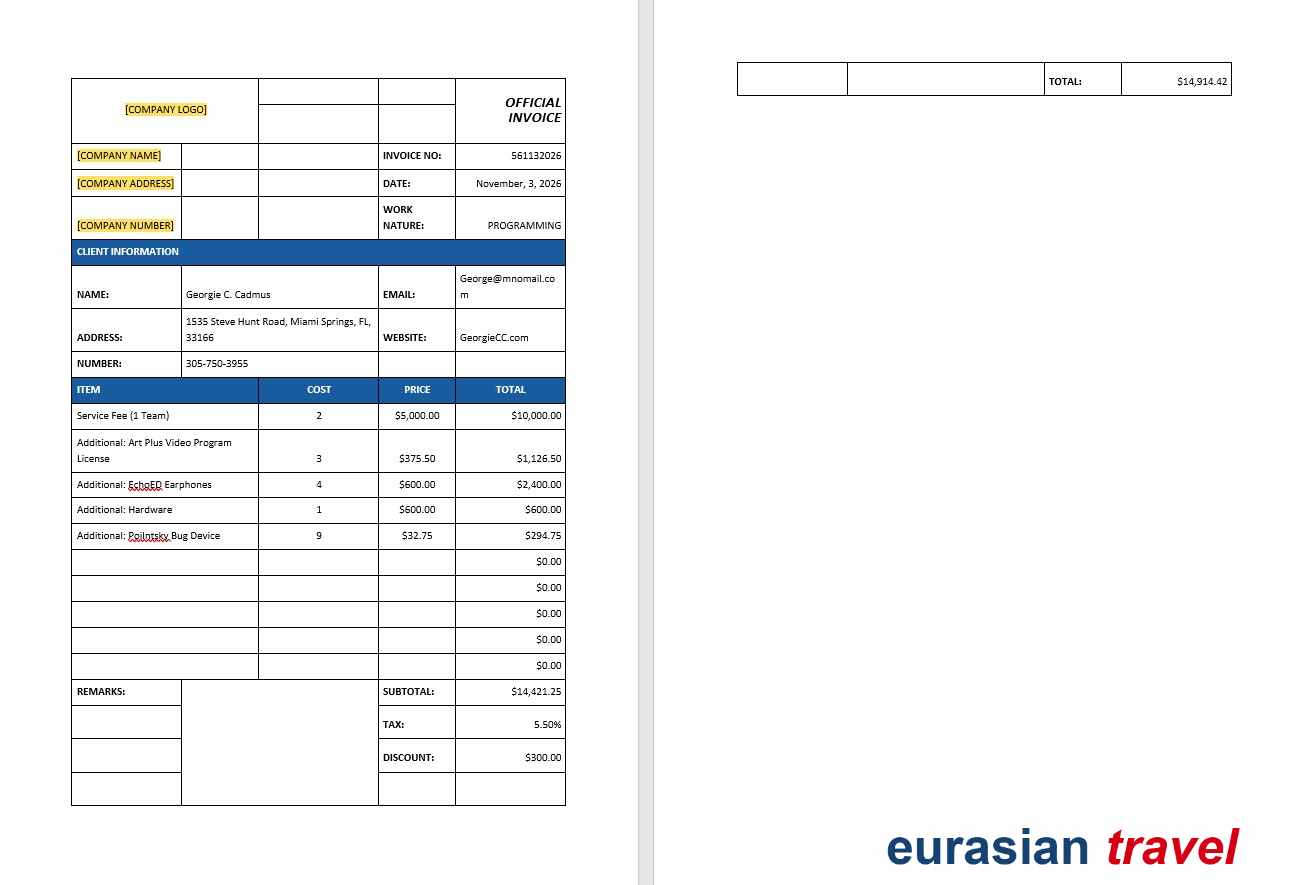 [COMPANY LOGO]
OFFICIAL
INVOICE
[COMPANY NAME]
INVOICE NO:
561132026
[COMPANY ADDRESS]
DATE:
November, 3, 2026
[COMPANY NUMBER]
WORK
NATURE:
PROGRAMMING
CLIENT INFORMATION
NAME:
Georgie C. Cadmus
EMAIL:
George@mnomail.co
m
ADDRESS:
1535 Steve Hunt Road, Miami Springs, FL,
33166
WEBSITE:
GeorgieCC.com
NUMBER:
305-750-3955
ITEM COST PRICE TOTAL
Service Fee (1 Team) 2 $5,000.00 $10,000.00
Additional: Art Plus Video Program
License 3 $375.50 $1,126.50
Additional: EchoED Earphones 4 $600.00 $2,400.00
Additional: Hardware 1 $600.00 $600.00
Additional: Poilntsky Bug Device 9 $32.75 $294.75
$0.00
$0.00
$0.00
$0.00
$0.00
REMARKS:
SUBTOTAL: $14,421.25
TAX: 5.50%
DISCOUNT: $300.00
TOTAL: $14,914.42
eurasian travel